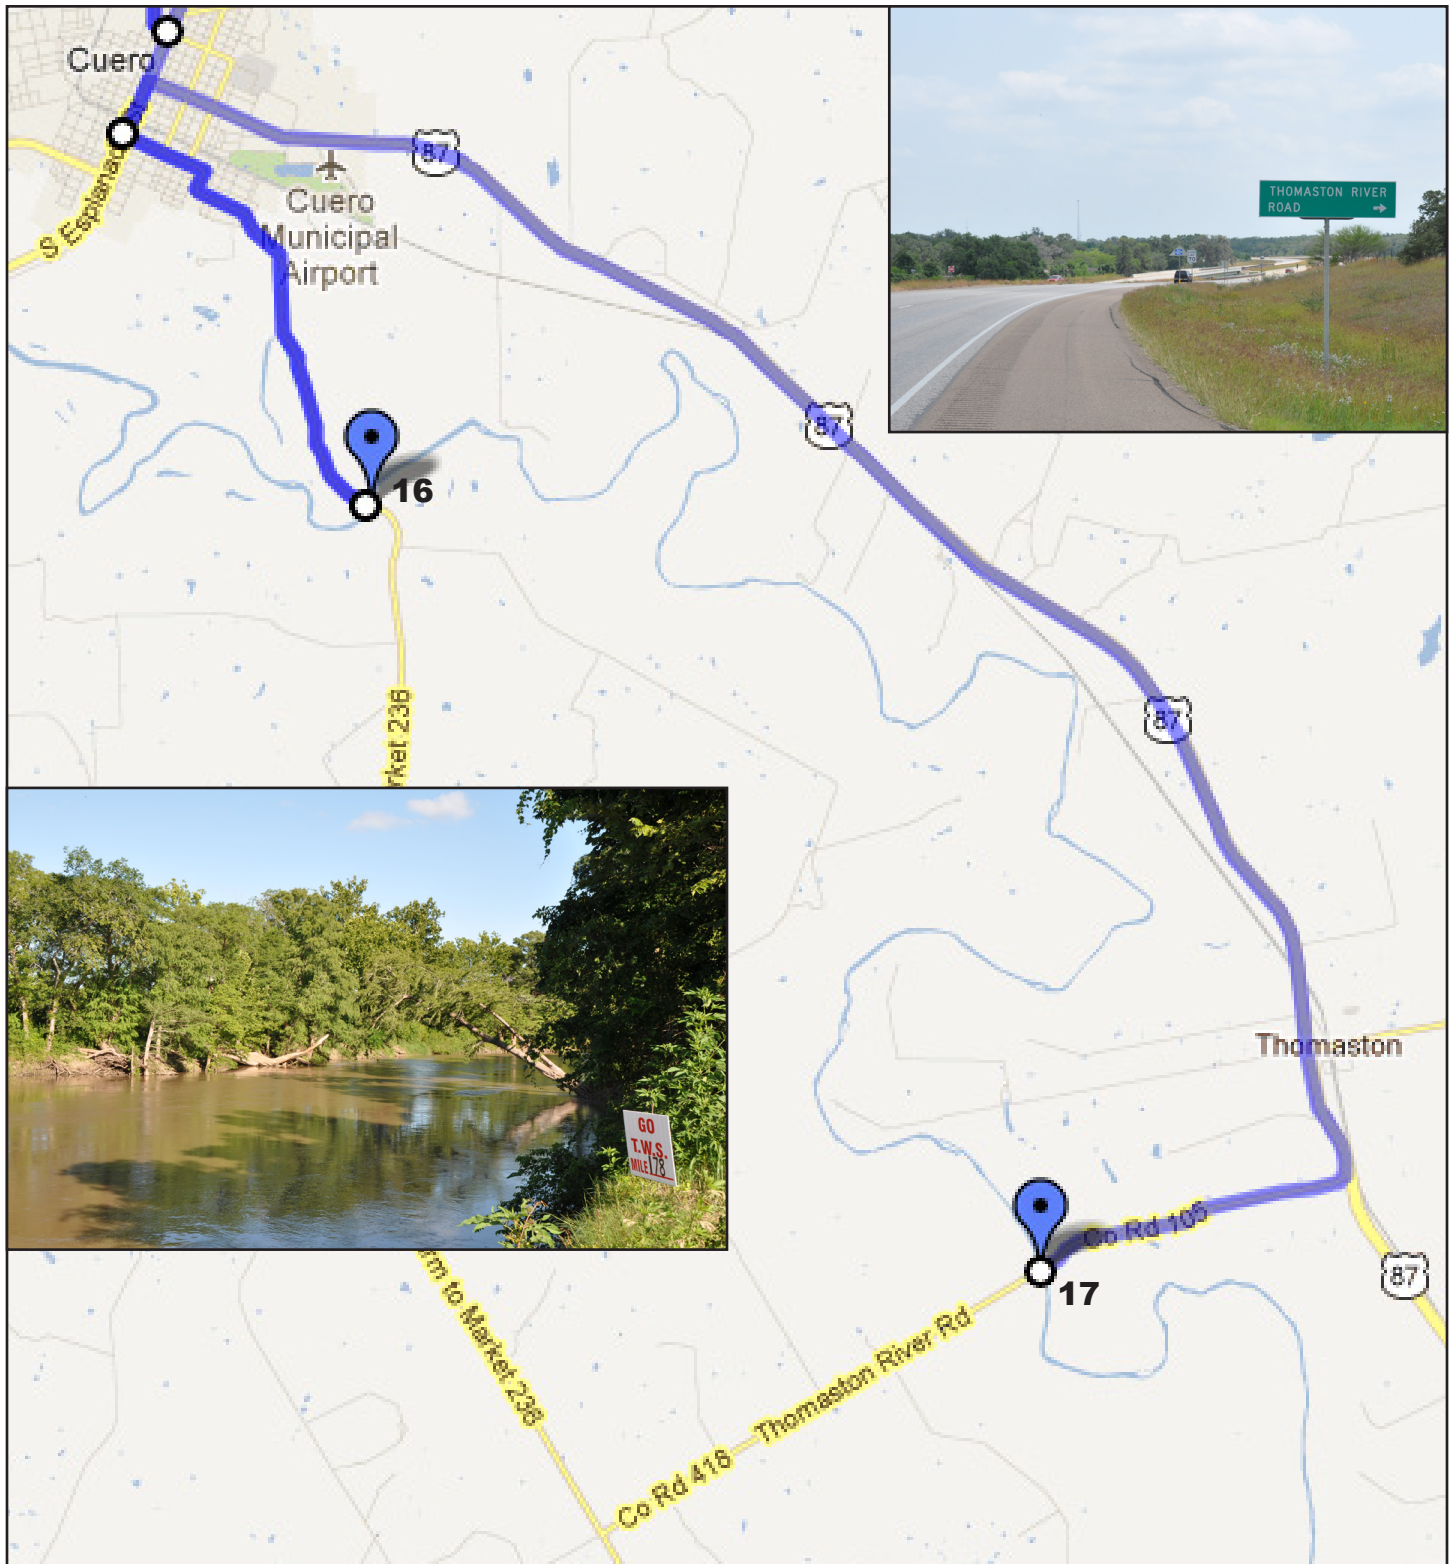 Cuero
87
S Esplanad
Cuero
Municipal
Airport
THOMASTON RIVER
ROAD →
87
16
rket 236
87
Thomaston
GO
T.W.S.
MILE 178
Co Rd 105
17
87
rm to Market 236
Thomaston River Rd
Co Rd 418